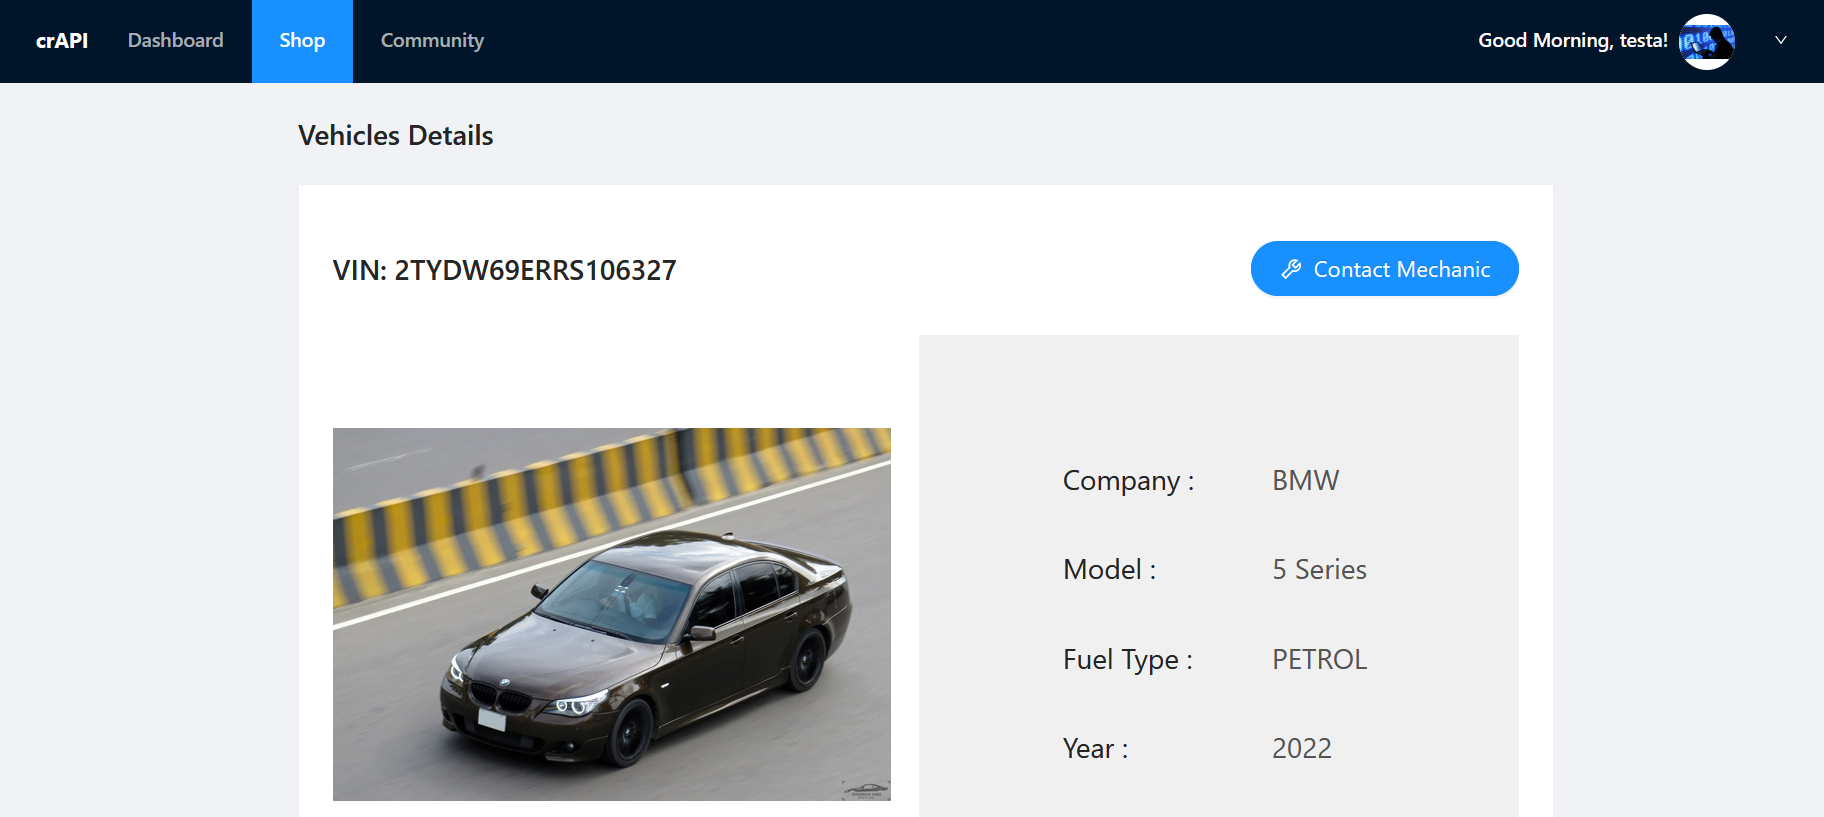 crAPI Dashboard Shop Community Good Morning, testa!
Vehicles Details
VIN: 2TYDW69ERRS106327
Contact Mechanic
Company : BMW
Model : 5 Series
Fuel Type : PETROL
Year : 2022